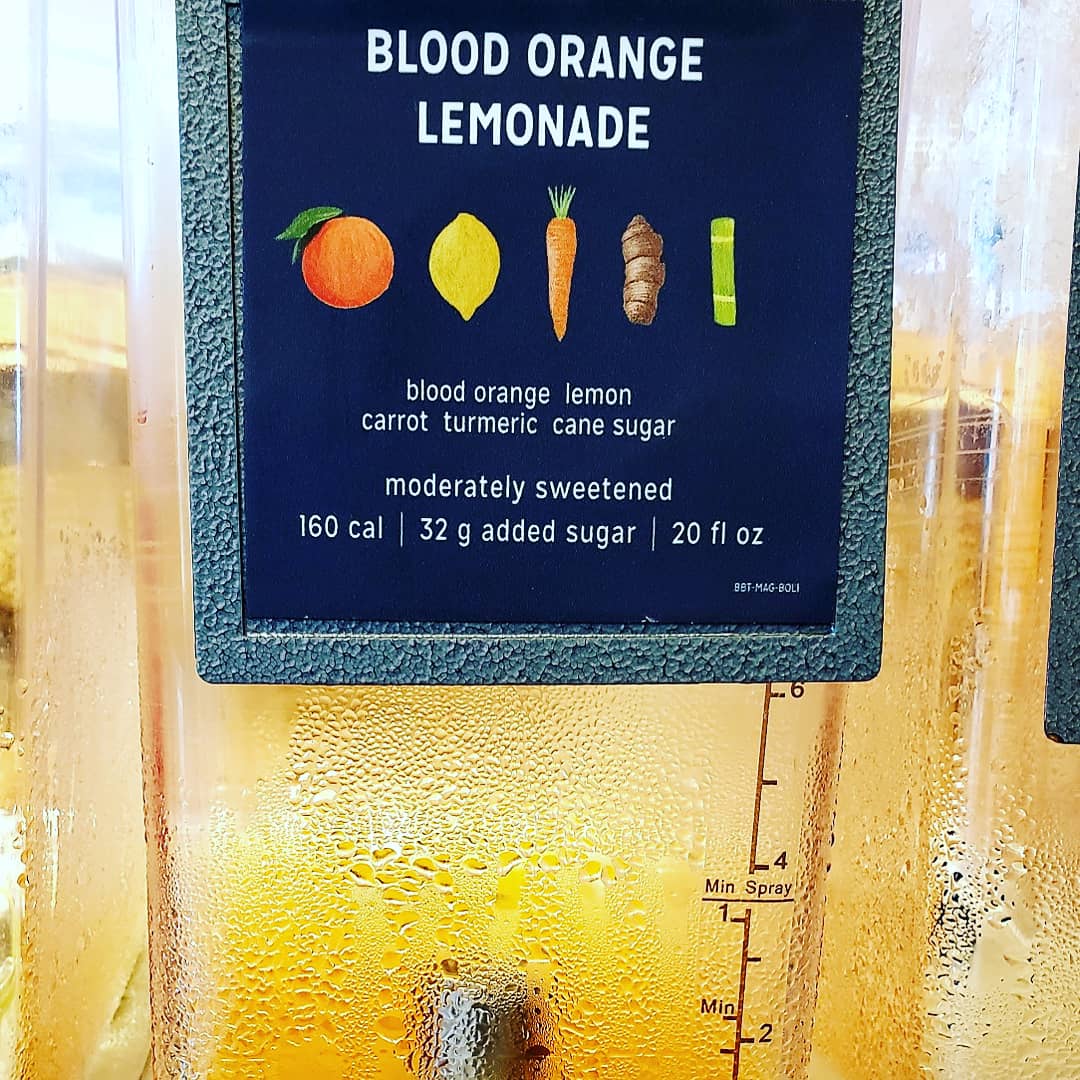 BLOOD ORANGE
LEMONADE
blood orange lemon
carrot turmeric cane sugar
moderately sweetened
160 cal | 32 g added sugar | 20 fl oz
BBT-MAG-BOLI
6
4
Min Spray
1
Min
2